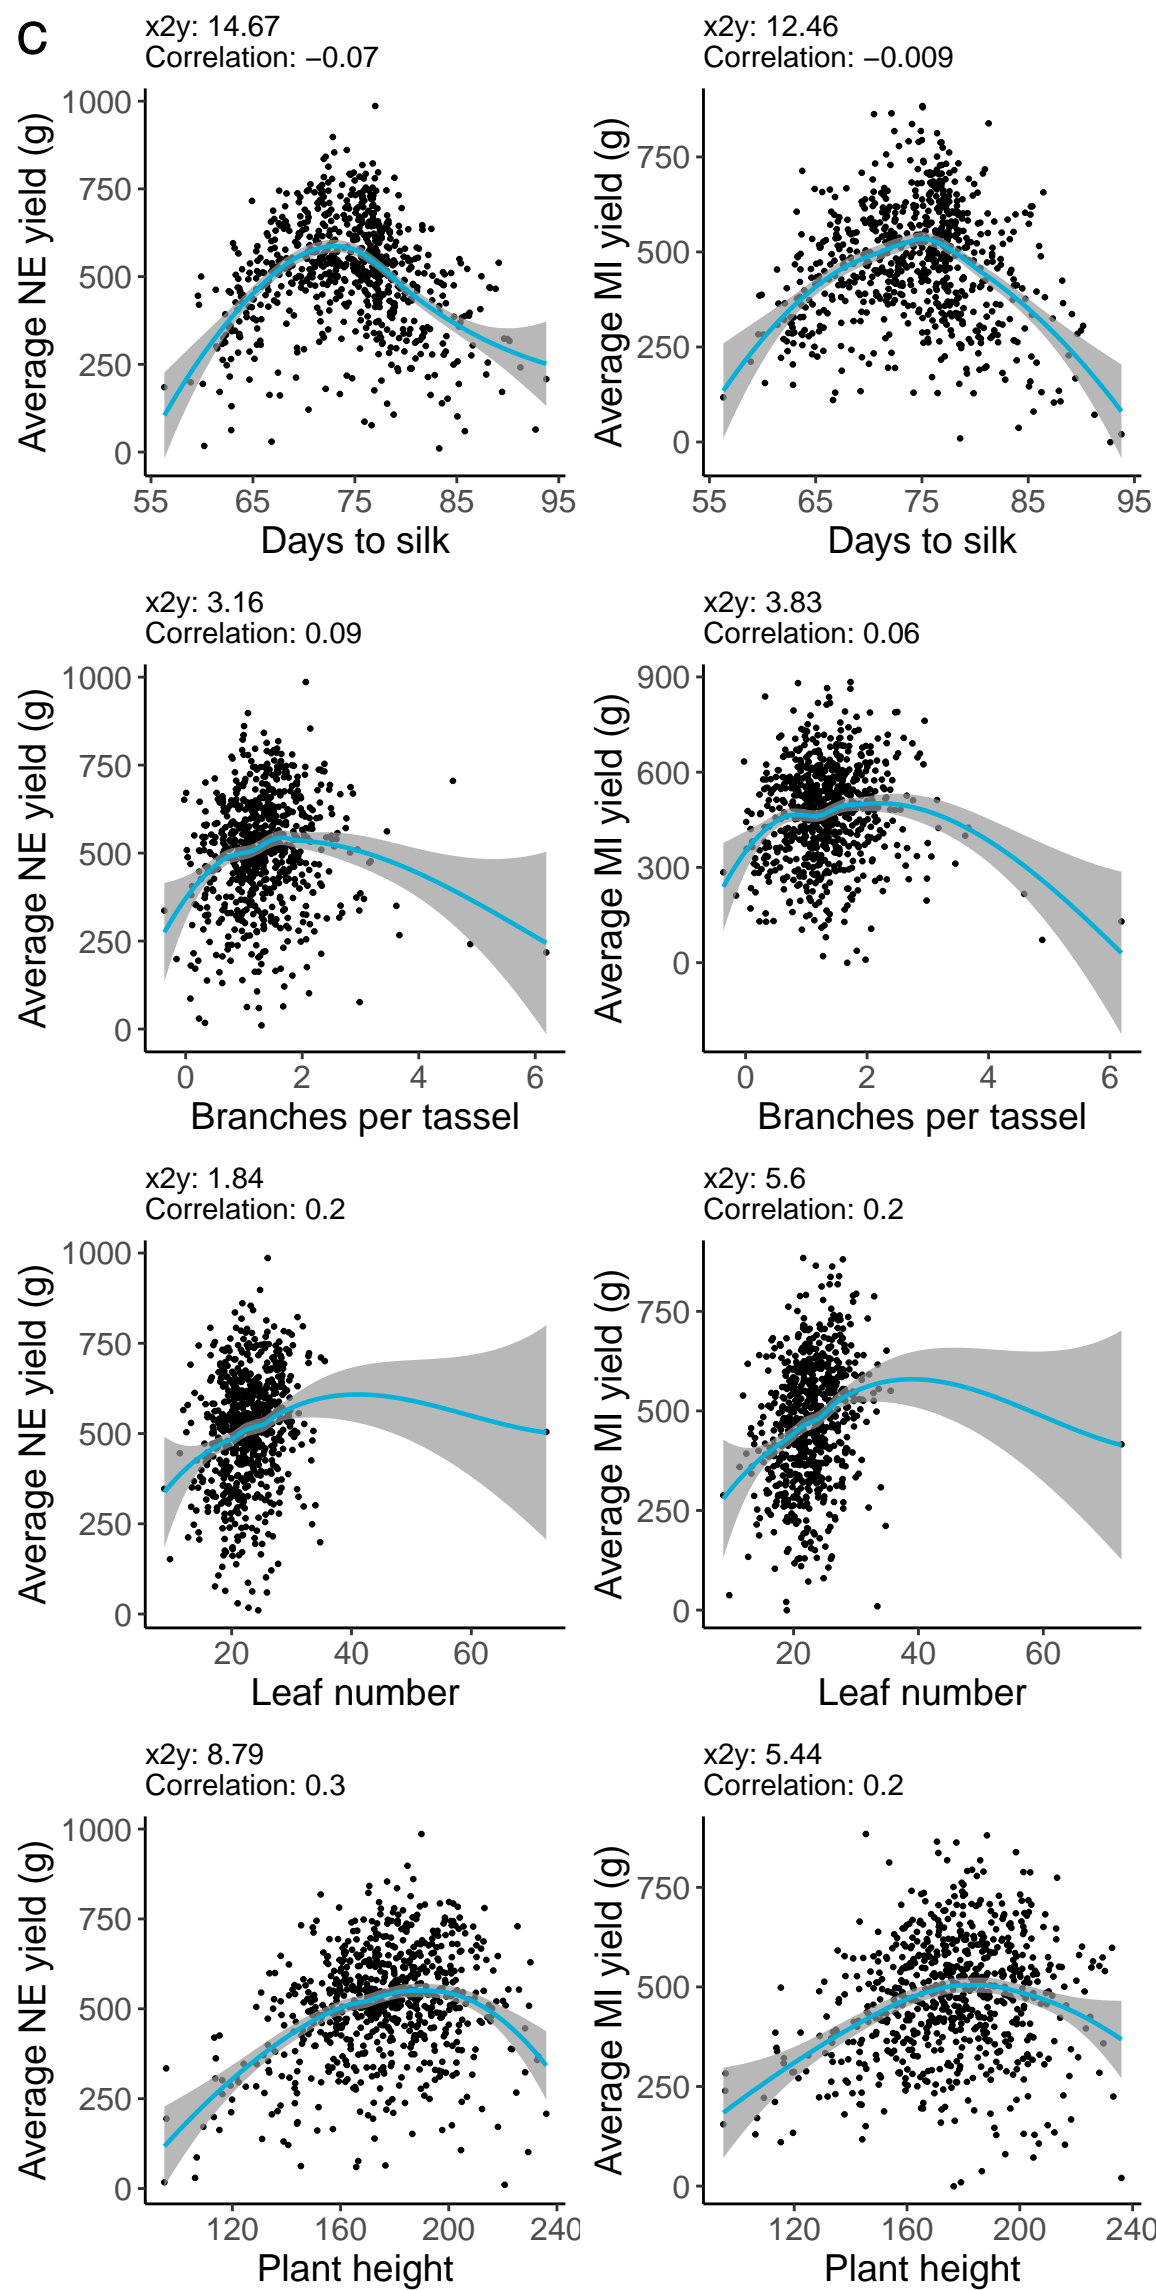 C
x2y: 14.67
Correlation: −0.07
Average NE yield (g)
1000
750
500
250
0
55 65 75 85 95
Days to silk
x2y: 12.46
Correlation: −0.009
Average MI yield (g)
750
500
250
0
55 65 75 85 95
Days to silk
x2y: 3.16
Correlation: 0.09
Average NE yield (g)
1000
750
500
250
0
0 2 4 6
Branches per tassel
x2y: 3.83
Correlation: 0.06
Average MI yield (g)
900
600
300
0
0 2 4 6
Branches per tassel
x2y: 1.84
Correlation: 0.2
Average NE yield (g)
1000
750
500
250
0
20 40 60
Leaf number
x2y: 5.6
Correlation: 0.2
Average MI yield (g)
750
500
250
0
20 40 60
Leaf number
x2y: 8.79
Correlation: 0.3
Average NE yield (g)
1000
750
500
250
0
120 160 200 240
Plant height
x2y: 5.44
Correlation: 0.2
Average MI yield (g)
750
500
250
0
120 160 200 240
Plant height